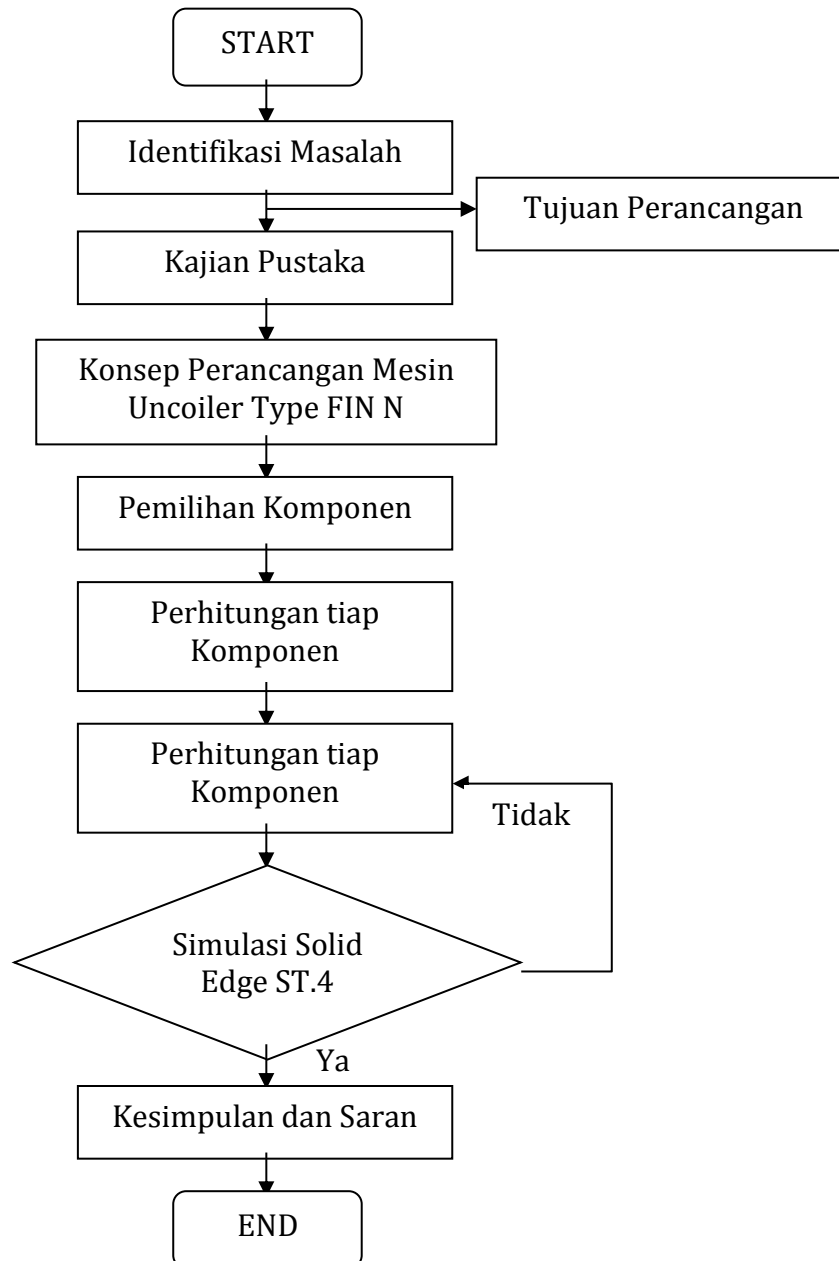 START
Identifikasi Masalah
Tujuan Perancangan
Kajian Pustaka
Konsep Perancangan Mesin
Uncoiler Type FIN N
Pemilihan Komponen
Perhitungan tiap
Komponen
Perhitungan tiap
Komponen
Tidak
Simulasi Solid
Edge ST.4
Ya
Kesimpulan dan Saran
END